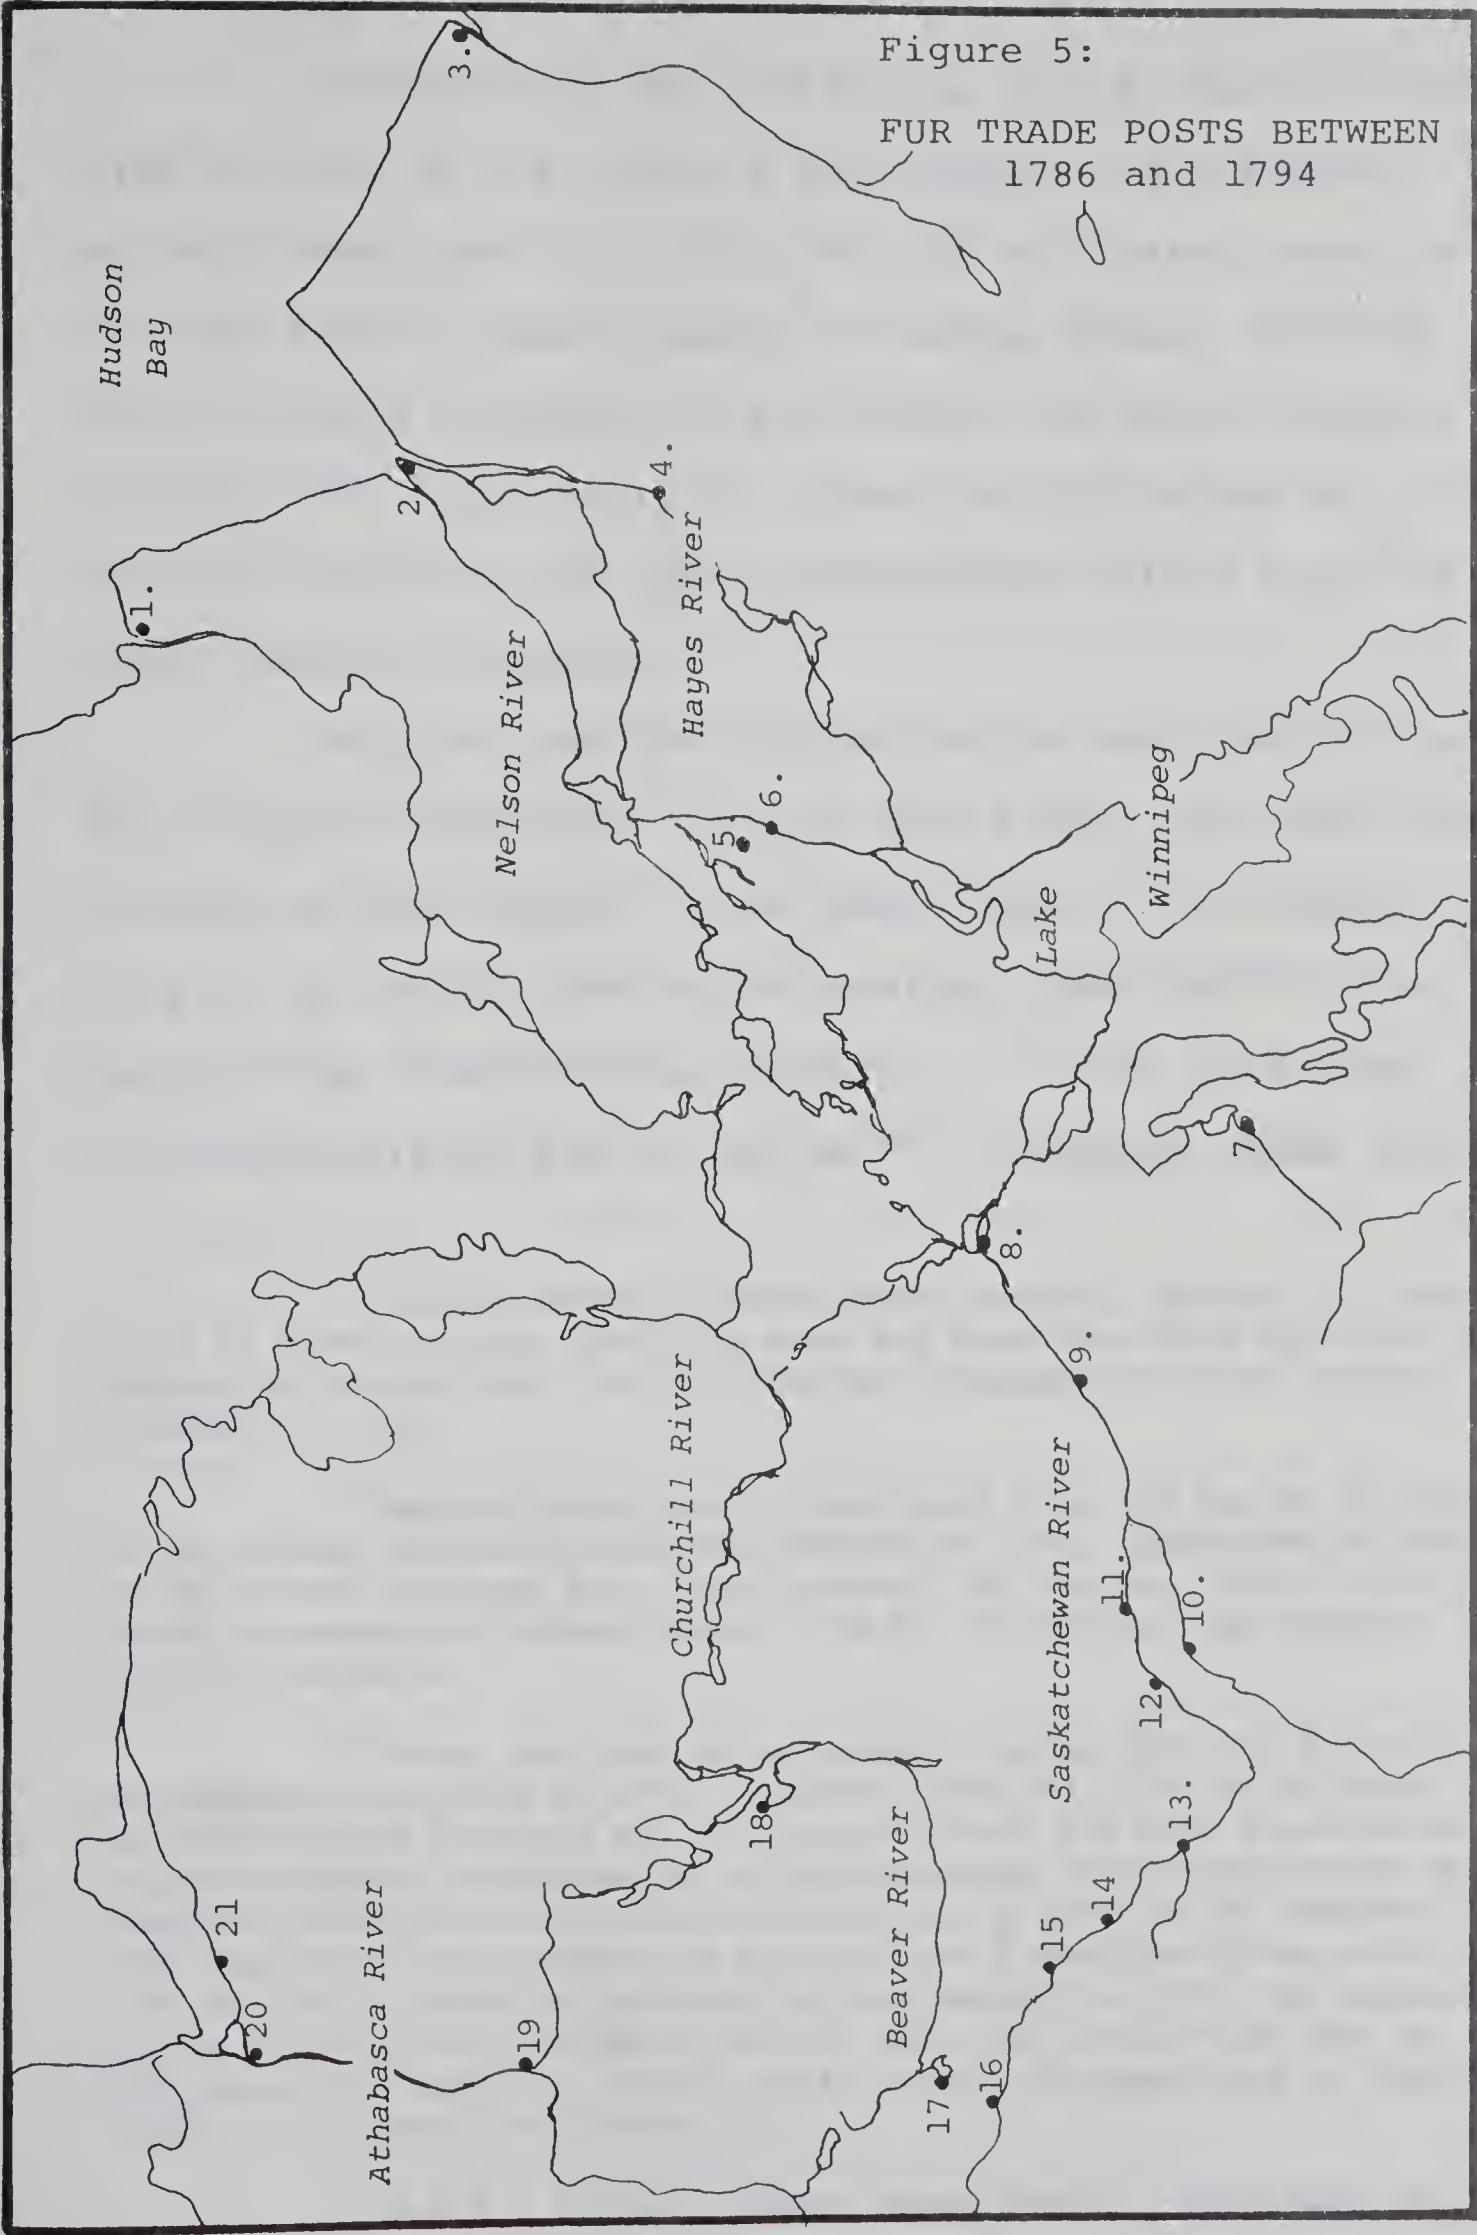 Figure 5:
FUR TRADE POSTS BETWEEN
1786 and 1794
Hudson
Bay
1.
2
3.
4.
Hayes River
Nelson River
5
6.
Lake
Winnipeg
7
8.
9.
Churchill River
Saskatchewan River
10.
11.
12
13.
14
15
16
17
18
Beaver River
19
Athabasca River
20
21